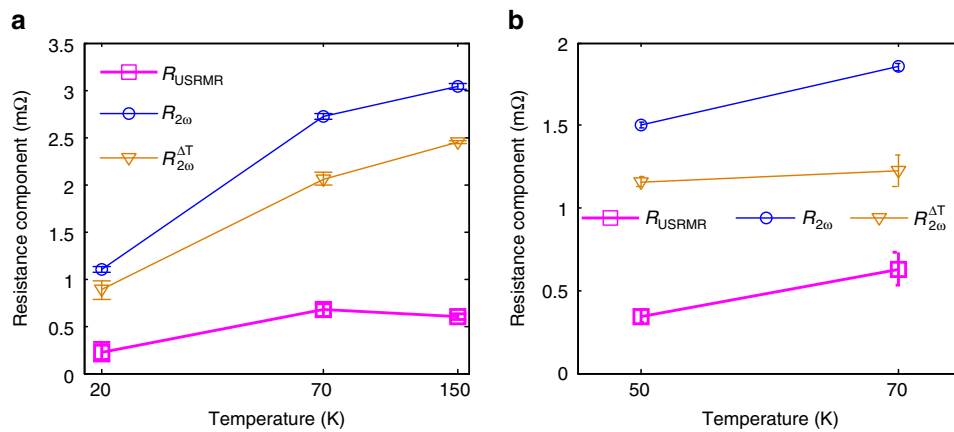 a
3.5
3
2.5
2
1.5
1
0.5
0
R_USRMR
R_2ω
R_2ω^ΔT
20
70
150
Temperature (K)
Resistance component (mΩ)
b
2
1.5
1
0.5
0
R_USRMR
R_2ω
R_2ω^ΔT
50
70
Temperature (K)
Resistance component (mΩ)